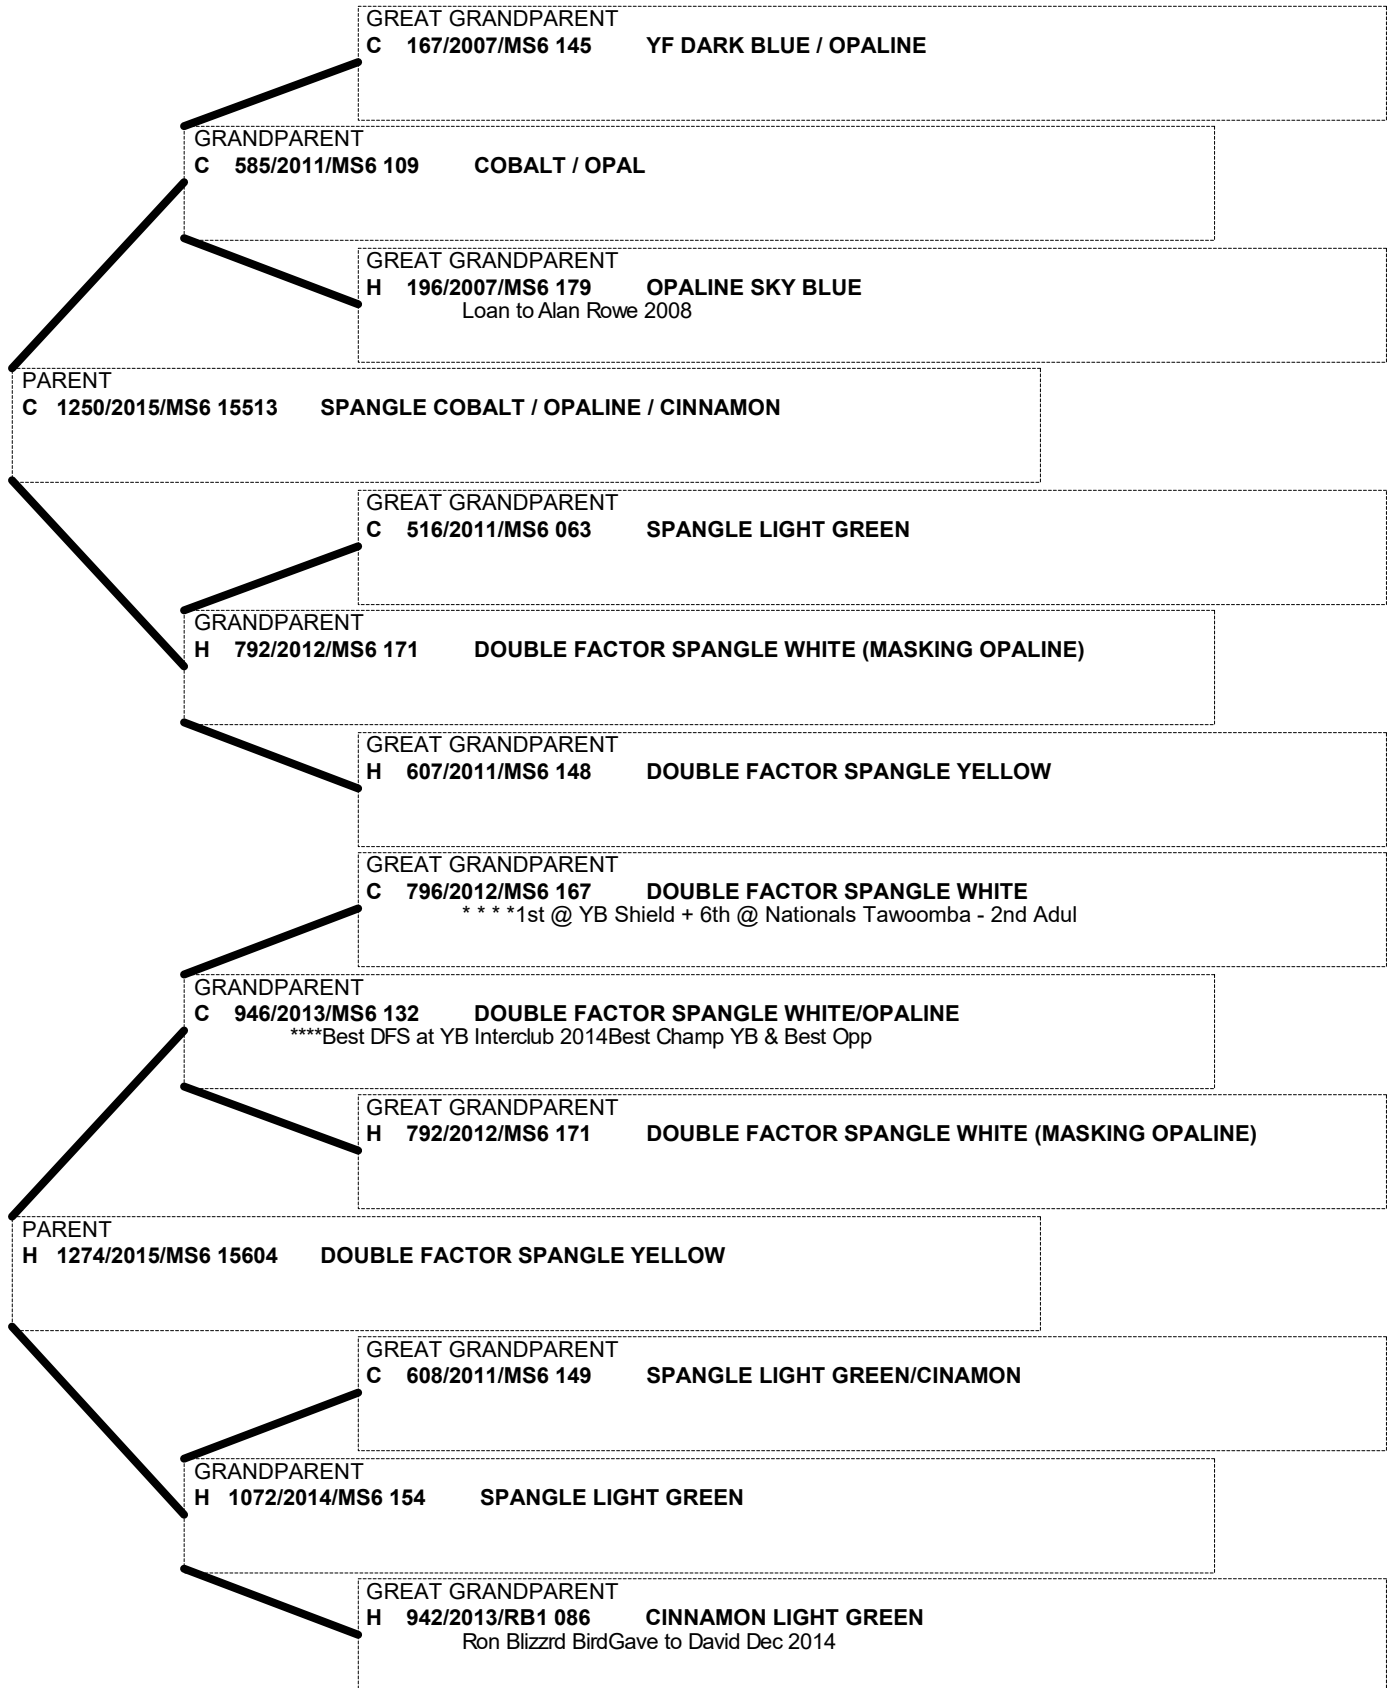 GREAT GRANDPARENT
C 167/2007/MS6 145 YF DARK BLUE / OPALINE
GRANDPARENT
C 585/2011/MS6 109 COBALT / OPAL
GREAT GRANDPARENT
H 196/2007/MS6 179 OPALINE SKY BLUE
Loan to Alan Rowe 2008
PARENT
C 1250/2015/MS6 15513 SPANGLE COBALT / OPALINE / CINNAMON
GREAT GRANDPARENT
C 516/2011/MS6 063 SPANGLE LIGHT GREEN
GRANDPARENT
H 792/2012/MS6 171 DOUBLE FACTOR SPANGLE WHITE (MASKING OPALINE)
GREAT GRANDPARENT
H 607/2011/MS6 148 DOUBLE FACTOR SPANGLE YELLOW
GREAT GRANDPARENT
C 796/2012/MS6 167 DOUBLE FACTOR SPANGLE WHITE
* * * *1st @ YB Shield + 6th @ Nationals Tawoomba - 2nd Adul
GRANDPARENT
C 946/2013/MS6 132 DOUBLE FACTOR SPANGLE WHITE/OPALINE
****Best DFS at YB Interclub 2014Best Champ YB & Best Opp
GREAT GRANDPARENT
H 792/2012/MS6 171 DOUBLE FACTOR SPANGLE WHITE (MASKING OPALINE)
PARENT
H 1274/2015/MS6 15604 DOUBLE FACTOR SPANGLE YELLOW
GREAT GRANDPARENT
C 608/2011/MS6 149 SPANGLE LIGHT GREEN/CINAMON
GRANDPARENT
H 1072/2014/MS6 154 SPANGLE LIGHT GREEN
GREAT GRANDPARENT
H 942/2013/RB1 086 CINNAMON LIGHT GREEN
Ron Blizzrd BirdGave to David Dec 2014